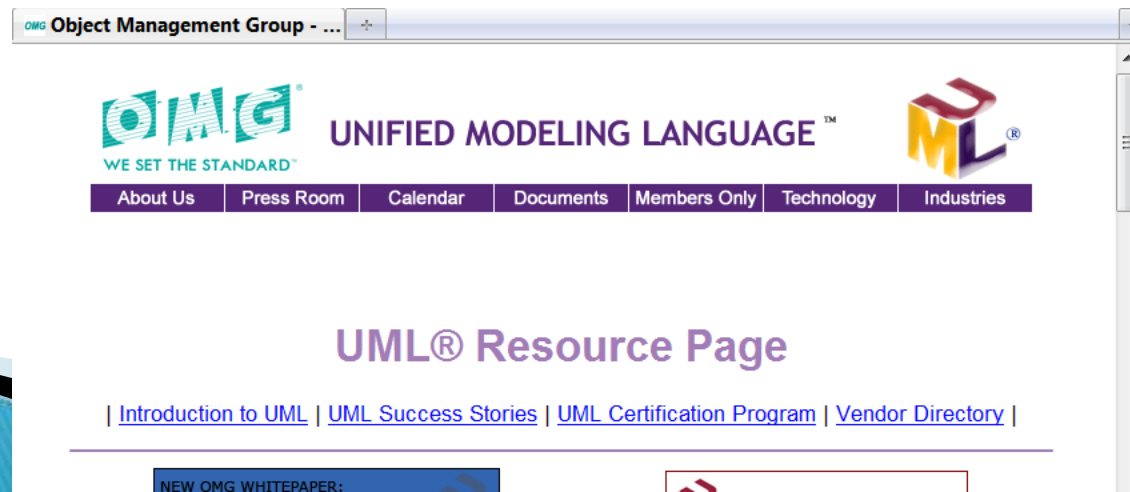 OMG Object Management Group - ...
OMG®
UNIFIED MODELING LANGUAGE™
UML®
WE SET THE STANDARD™
About Us Press Room Calendar Documents Members Only Technology Industries
UML® Resource Page
| Introduction to UML | UML Success Stories | UML Certification Program | Vendor Directory |
NEW OMG WHITEPAPER: